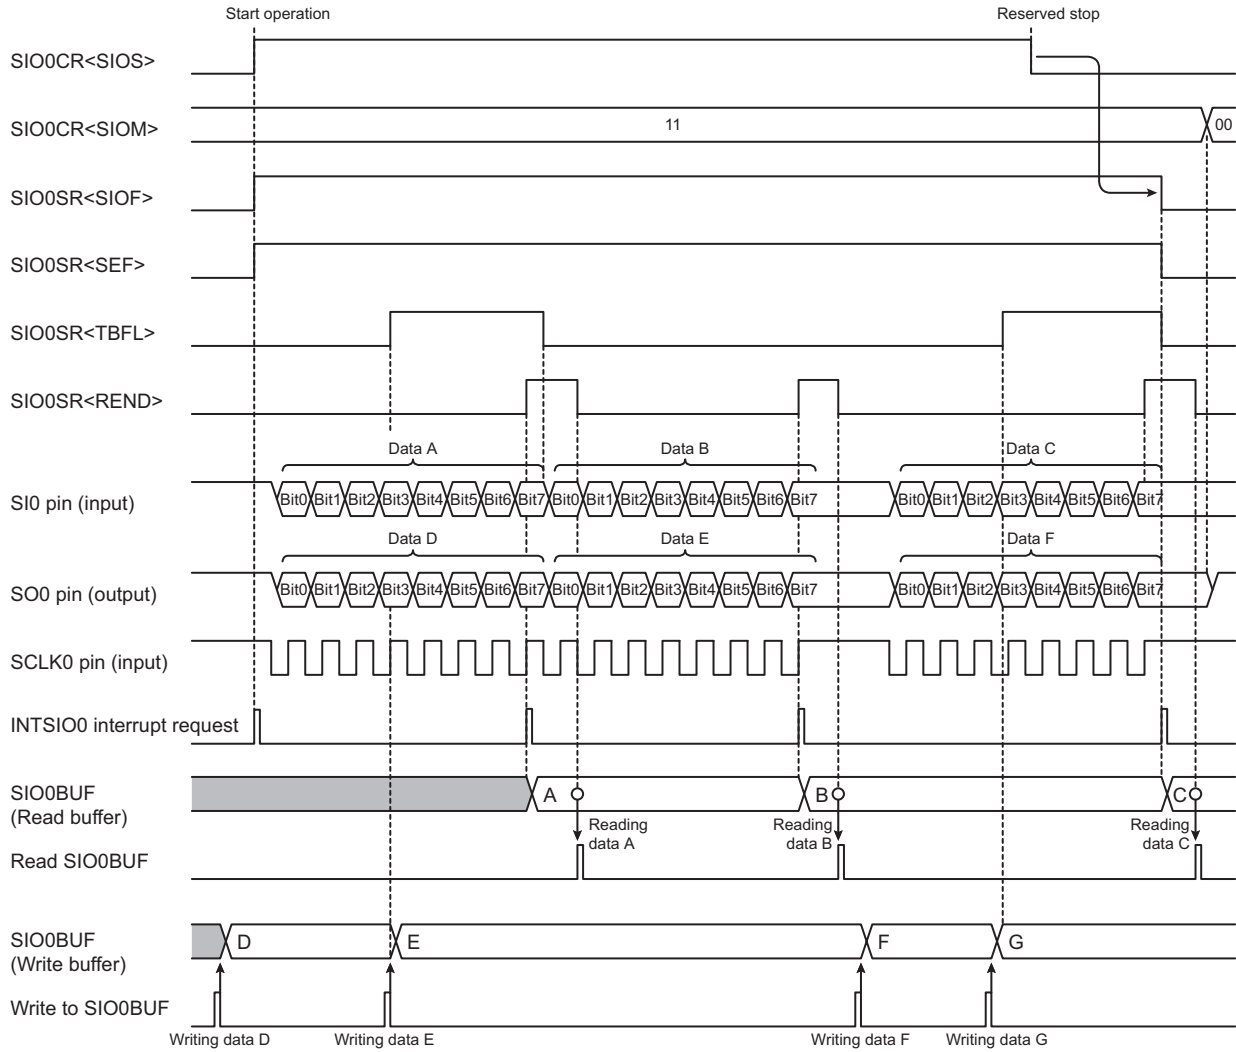 Start operation
Reserved stop
SIO0CR<SIOS>
SIO0CR<SIOM>
11
00
SIO0SR<SIOF>
SIO0SR<SEF>
SIO0SR<TBFL>
SIO0SR<REND>
Data A
Data B
Data C
SI0 pin (input)
Bit0 Bit1 Bit2 Bit3 Bit4 Bit5 Bit6 Bit7 Bit0 Bit1 Bit2 Bit3 Bit4 Bit5 Bit6 Bit7 Bit0 Bit1 Bit2 Bit3 Bit4 Bit5 Bit6 Bit7
Data D
Data E
Data F
SO0 pin (output)
Bit0 Bit1 Bit2 Bit3 Bit4 Bit5 Bit6 Bit7 Bit0 Bit1 Bit2 Bit3 Bit4 Bit5 Bit6 Bit7 Bit0 Bit1 Bit2 Bit3 Bit4 Bit5 Bit6 Bit7
SCLK0 pin (input)
INTSIO0 interrupt request
SIO0BUF
(Read buffer)
A
B
C
Reading
data A
Reading
data B
Reading
data C
Read SIO0BUF
SIO0BUF
(Write buffer)
D
E
F
G
Write to SIO0BUF
Writing data D
Writing data E
Writing data F
Writing data G